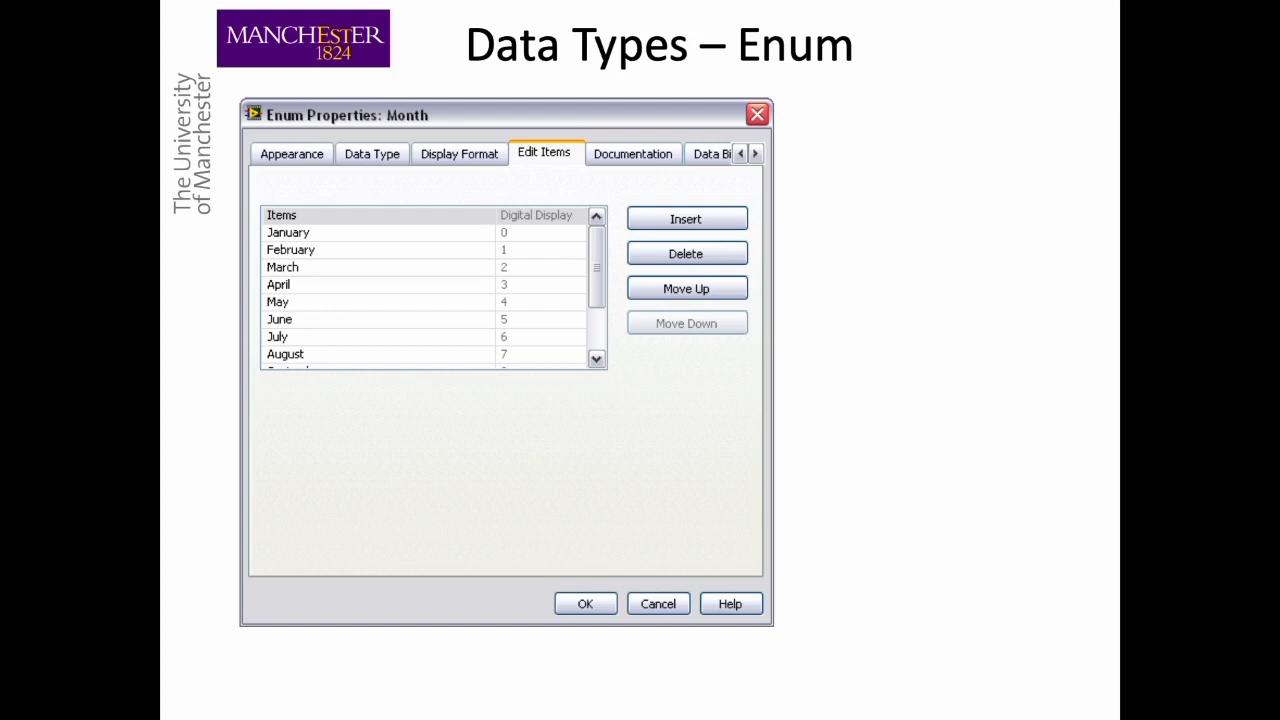 MANCHESTER
1824
The University
of Manchester
Data Types – Enum
Enum Properties: Month
Appearance Data Type Display Format Edit Items Documentation Data Bi
Items Digital Display
January 0
February 1
March 2
April 3
May 4
June 5
July 6
August 7
Insert
Delete
Move Up
Move Down
OK Cancel Help